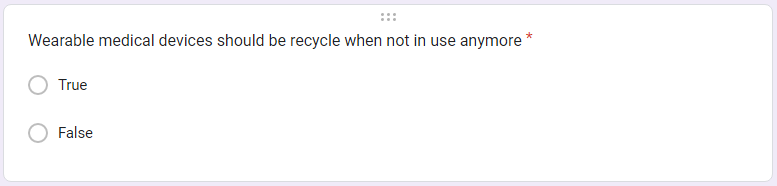 Wearable medical devices should be recycle when not in use anymore *
True
False